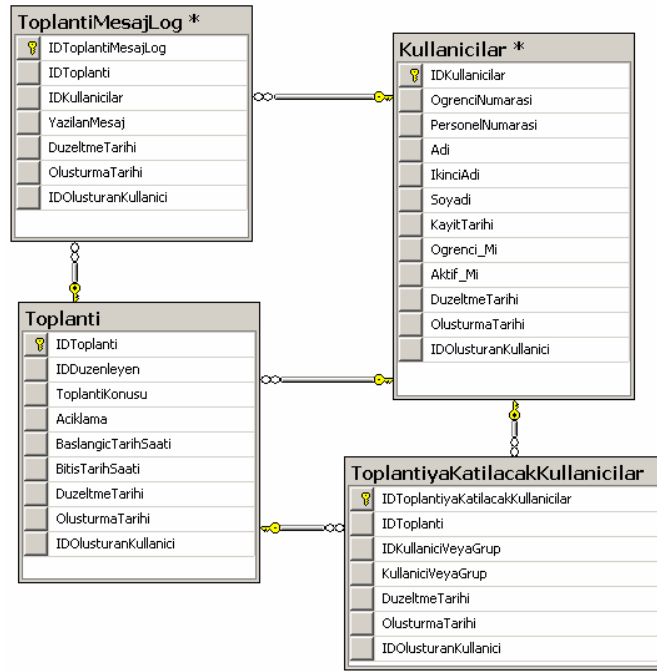 ToplantiMesajLog *
IDToplantiMesajLog
IDToplanti
IDKullanicilar
YazilanMesaj
DuzeltmeTarihi
OlusturmaTarihi
IDOlusturanKullanici
Kullanicilar *
IDKullanicilar
OgrenciNumarasi
PersonelNumarasi
Adi
IkinciAdi
Soyadi
KayitTarihi
Ogrenci_Mi
Aktif_Mi
DuzeltmeTarihi
OlusturmaTarihi
IDOlusturanKullanici
Toplanti
IDToplanti
IDDuzenleyen
ToplantiKonusu
Aciklama
BaslangicTarihSaati
BitisTarihSaati
DuzeltmeTarihi
OlusturmaTarihi
IDOlusturanKullanici
ToplantiyaKatilacakKullanicilar
IDToplantiyaKatilacakKullanicilar
IDToplanti
IDKullaniciVeyaGrup
KullaniciVeyaGrup
DuzeltmeTarihi
OlusturmaTarihi
IDOlusturanKullanici